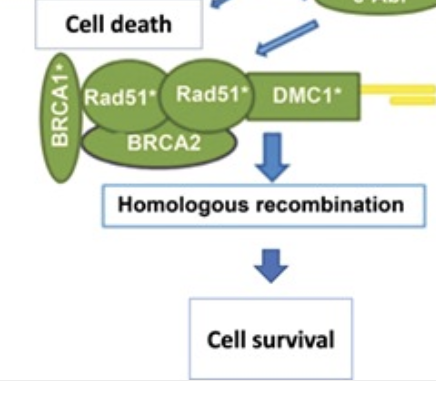 Cell death
BRCA1*
Rad51*
Rad51*
DMC1*
BRCA2
Homologous recombination
Cell survival